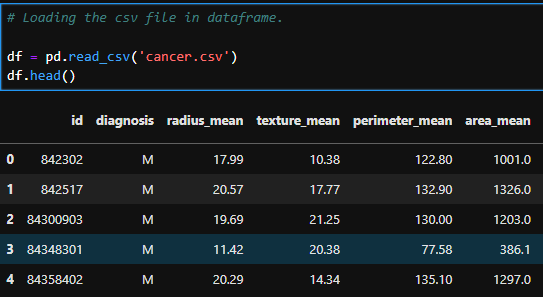 # Loading the csv file in dataframe.
df = pd.read_csv('cancer.csv')
df.head()
id diagnosis radius_mean texture_mean perimeter_mean area_mean
0 842302 M 17.99 10.38 122.80 1001.0
1 842517 M 20.57 17.77 132.90 1326.0
2 84300903 M 19.69 21.25 130.00 1203.0
3 84348301 M 11.42 20.38 77.58 386.1
4 84358402 M 20.29 14.34 135.10 1297.0